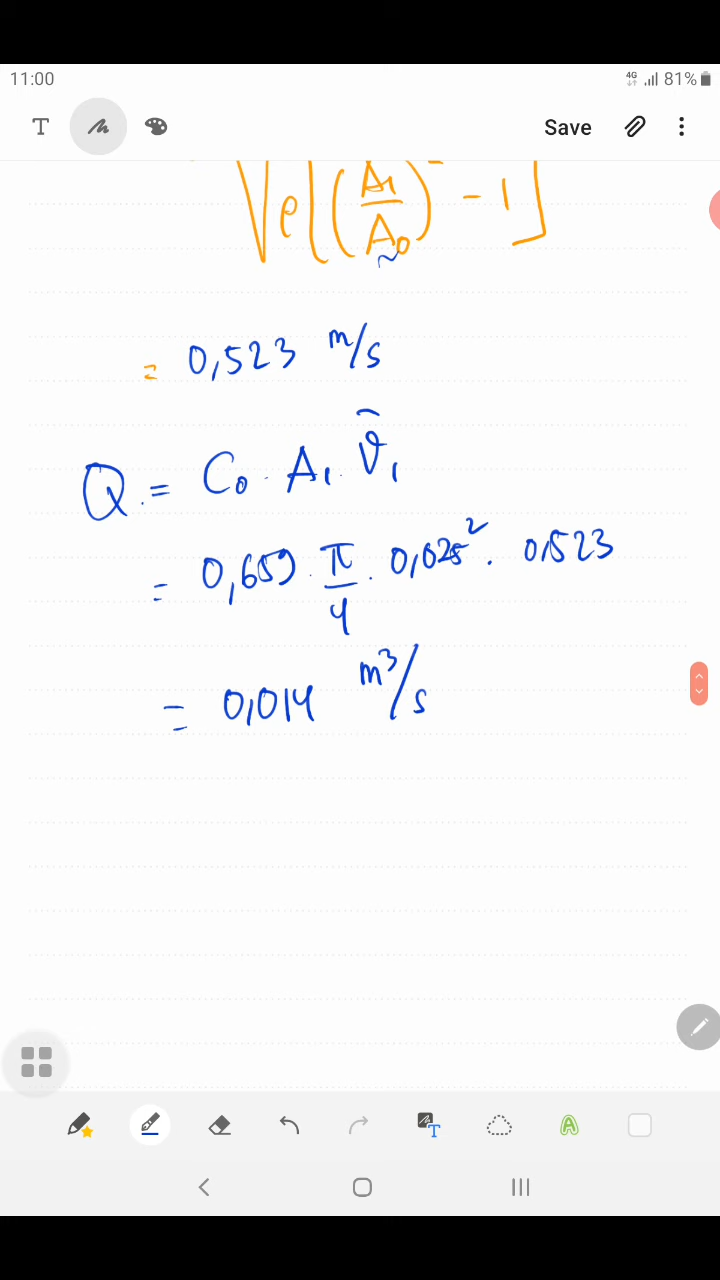 11:00 4G 81%
T Save
√ρ[(A₁/A₀) - 1]
= 0,523 m/s
Q = C₀ · A₁ · v̄₁
= 0,659 · π/4 · 0,025² · 0,523
= 0,014 m³/s
T A